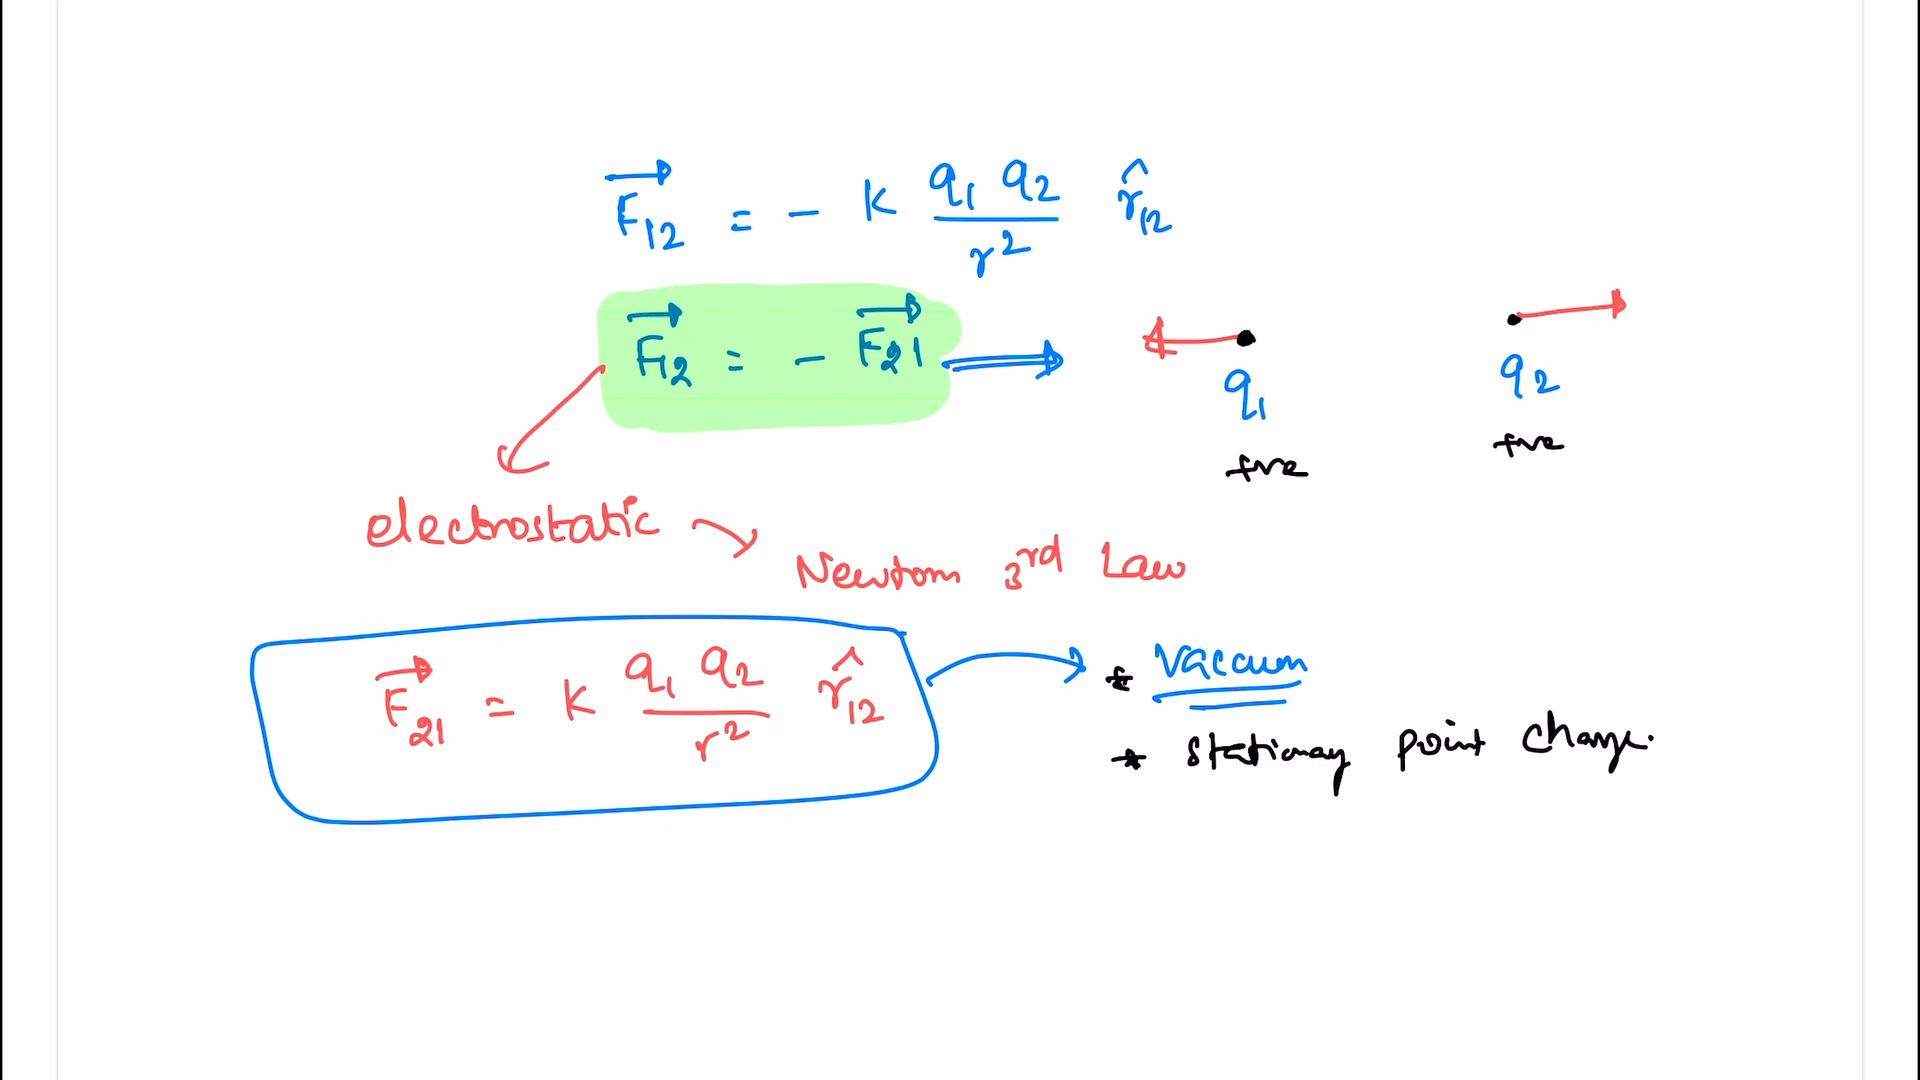 F₁₂ = - k q₁ q₂ / r² r̂₁₂
F₁₂ = - F₂₁
q₁
q₂
+ve
+ve
electrostatic
Newton 3rd Law
F₂₁ = k q₁ q₂ / r² r̂₁₂
* Vaccum
* Stationary point charge.